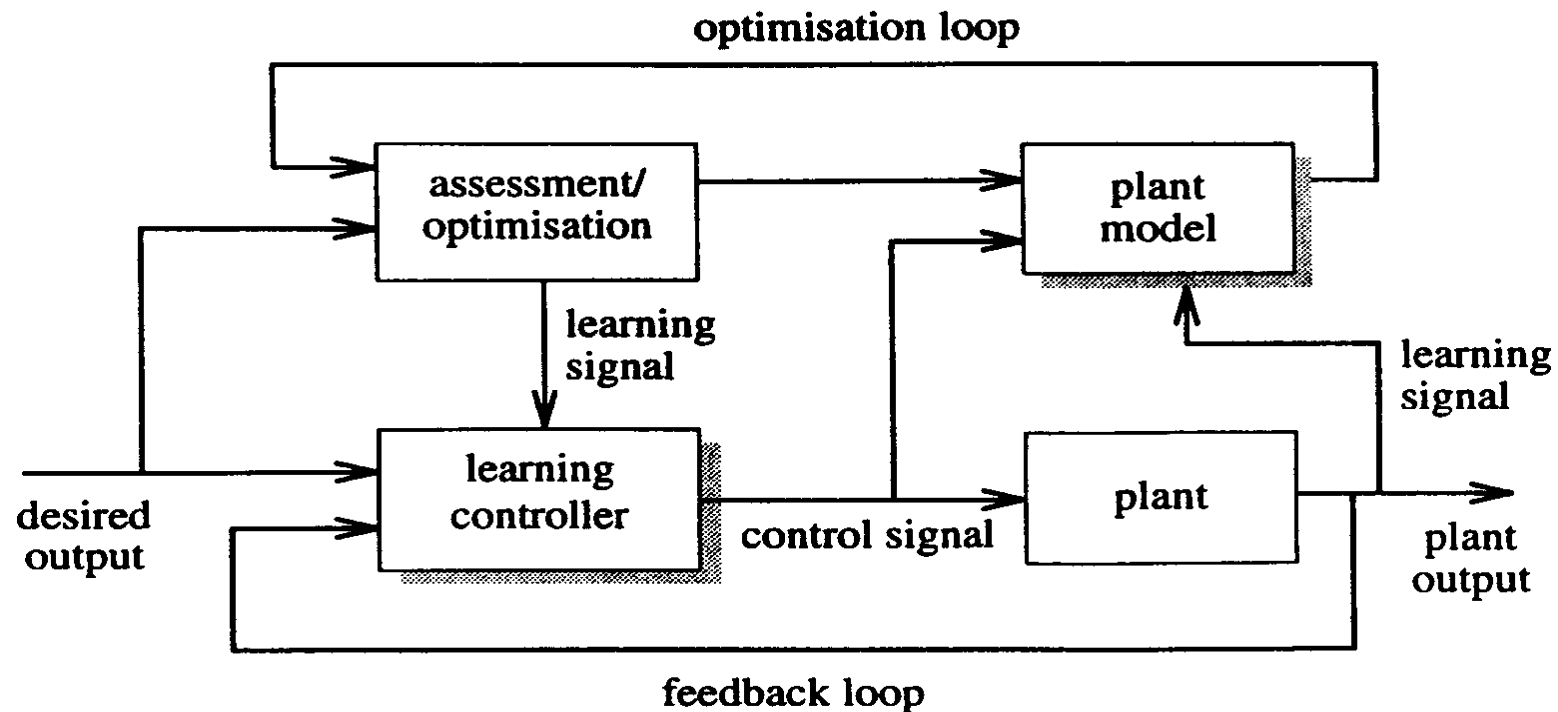 optimisation loop
assessment/
optimisation
plant
model
learning
signal
learning
signal
learning
controller
desired
output
control signal
plant
plant
output
feedback loop